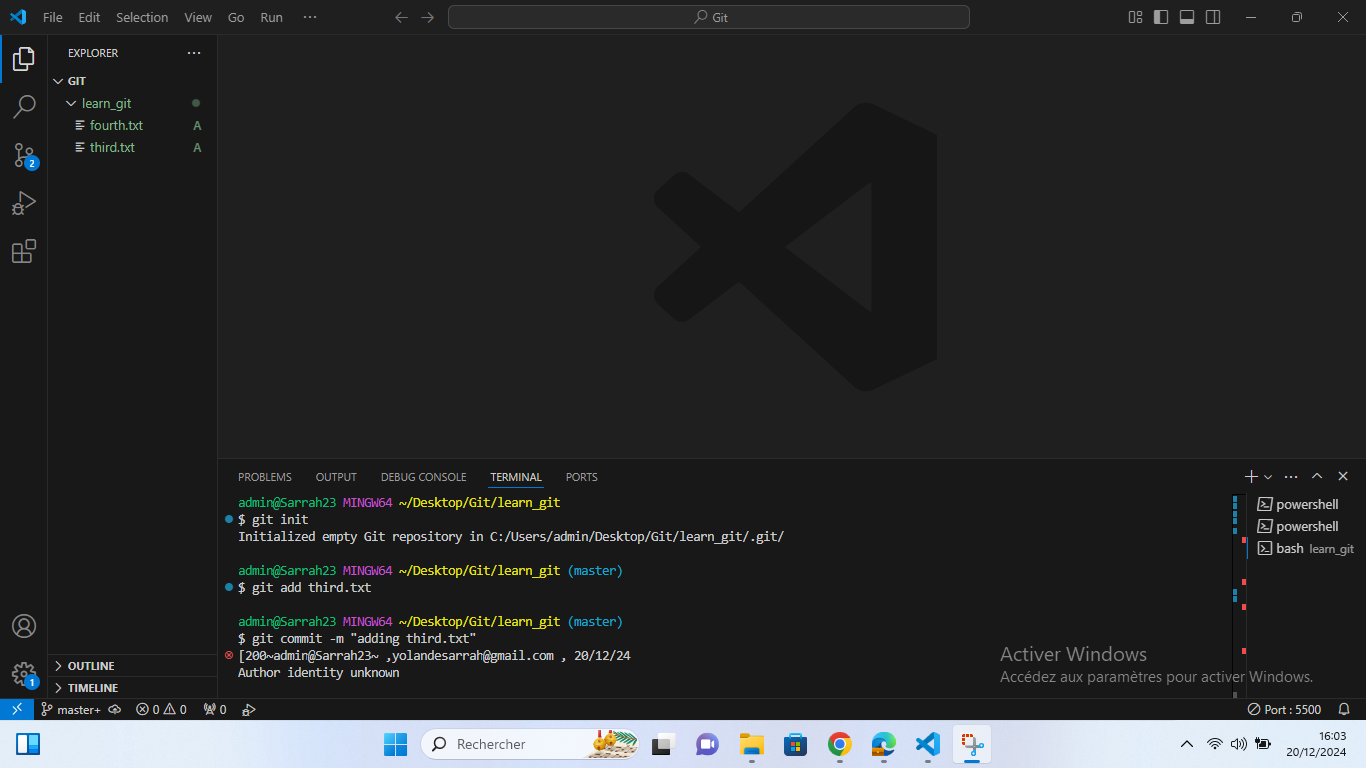 File Edit Selection View Go Run ···
Git
EXPLORER ···
GIT
learn_git
fourth.txt A
third.txt A
2
OUTLINE
TIMELINE
1
PROBLEMS OUTPUT DEBUG CONSOLE TERMINAL PORTS
admin@Sarrah23 MINGW64 ~/Desktop/Git/learn_git
$ git init
Initialized empty Git repository in C:/Users/admin/Desktop/Git/learn_git/.git/
admin@Sarrah23 MINGW64 ~/Desktop/Git/learn_git (master)
$ git add third.txt
admin@Sarrah23 MINGW64 ~/Desktop/Git/learn_git (master)
$ git commit -m "adding third.txt"
[200~admin@Sarrah23~ ,yolandesarrah@gmail.com , 20/12/24
Author identity unknown
powershell
powershell
bash learn_git
Activer Windows
Accédez aux paramètres pour activer Windows.
master+ 0 0 0 Port : 5500
Rechercher
16:03
20/12/2024